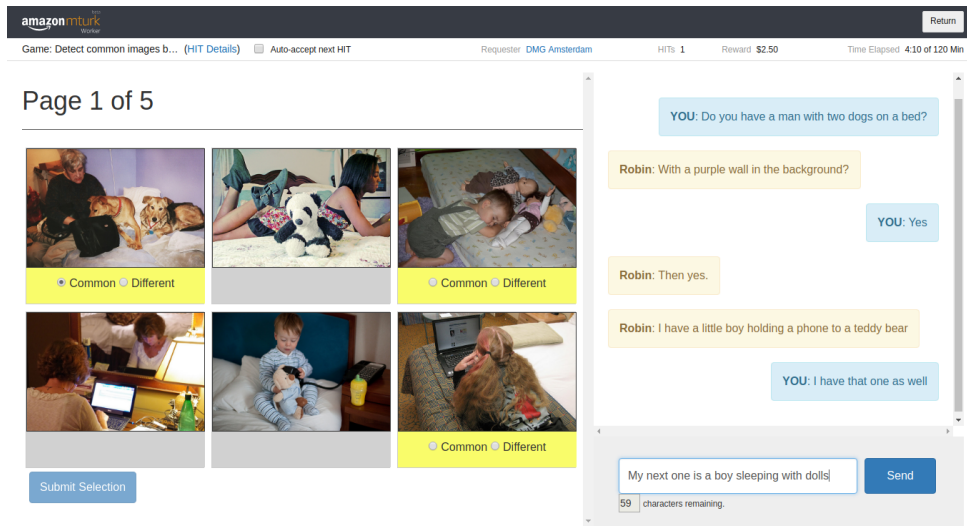 amazon mturk
Worker
Return
Game: Detect common images b... (HIT Details) Auto-accept next HIT Requester DMG Amsterdam HITs 1 Reward $2.50 Time Elapsed 4:10 of 120 Min
Page 1 of 5
Common Different
Common Different
Common Different
Submit Selection
YOU: Do you have a man with two dogs on a bed?
Robin: With a purple wall in the background?
YOU: Yes
Robin: Then yes.
Robin: I have a little boy holding a phone to a teddy bear
YOU: I have that one as well
My next one is a boy sleeping with dolls
Send
59 characters remaining.